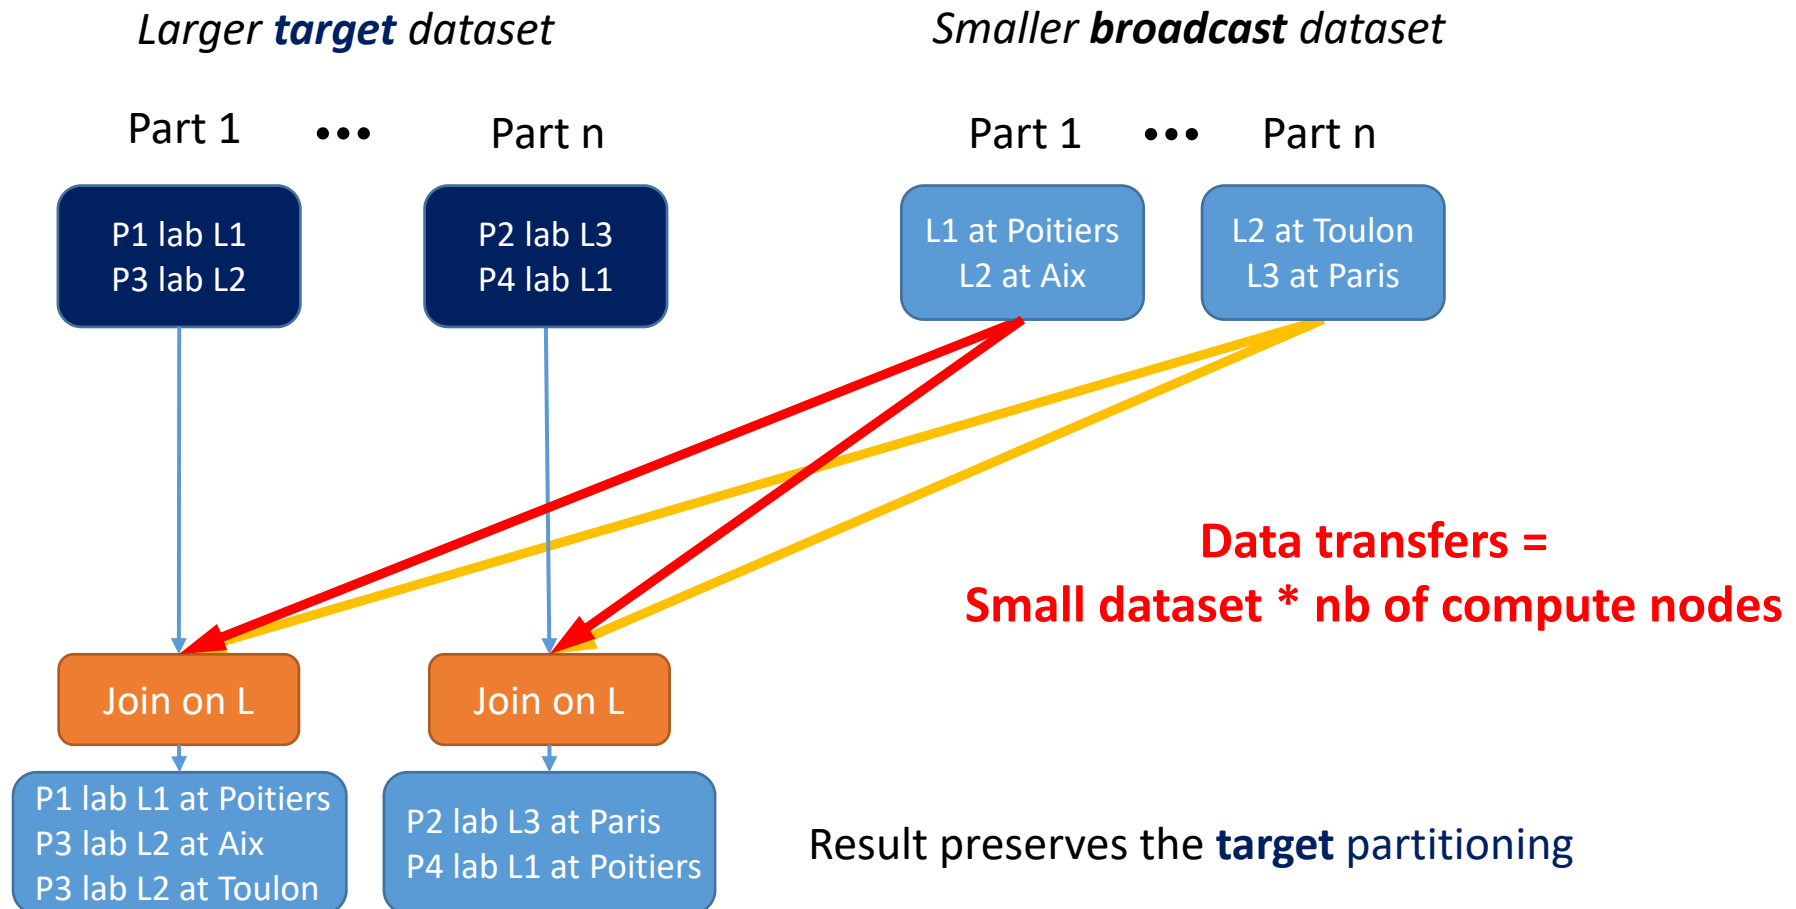 Larger target dataset
Smaller broadcast dataset
Part 1 ••• Part n
Part 1 ••• Part n
P1 lab L1
P3 lab L2
P2 lab L3
P4 lab L1
L1 at Poitiers
L2 at Aix
L2 at Toulon
L3 at Paris
Data transfers =
Small dataset * nb of compute nodes
Join on L
Join on L
P1 lab L1 at Poitiers
P3 lab L2 at Aix
P3 lab L2 at Toulon
P2 lab L3 at Paris
P4 lab L1 at Poitiers
Result preserves the target partitioning